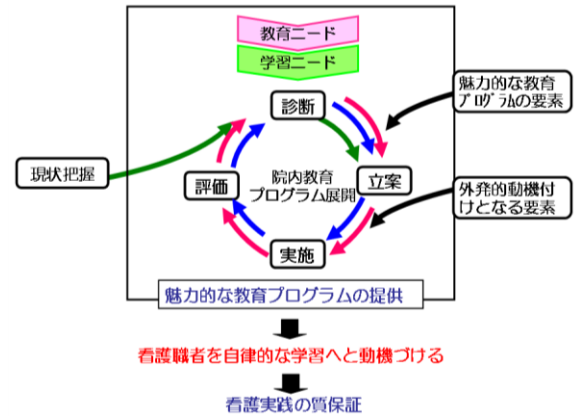 教育ニード
学習ニード
診断
魅力的な教育
プログラムの要素
現状把握
評価
院内教育
プログラム展開
立案
外発的動機付
けとなる要素
実施
魅力的な教育プログラムの提供
看護職者を自律的な学習へと動機づける
看護実践の質保証